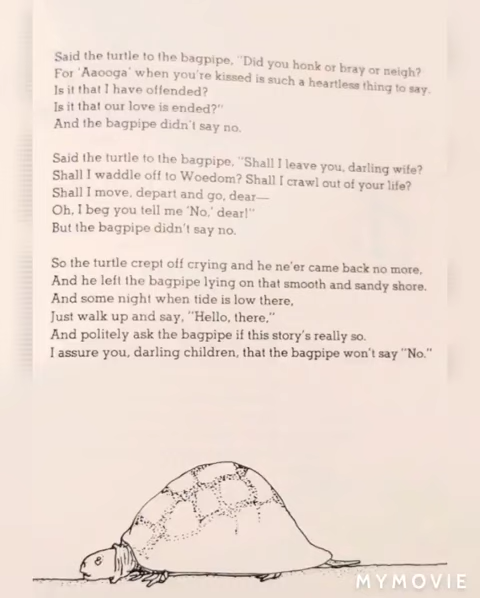 Said the turtle to the bagpipe, "Did you honk or bray or neigh?
For 'Aaooga' when you're kissed is such a heartless thing to say.
Is it that I have offended?
Is it that our love is ended?"
And the bagpipe didn't say no.
Said the turtle to the bagpipe, "Shall I leave you, darling wife?
Shall I waddle off to Woedom? Shall I crawl out of your life?
Shall I move, depart and go, dear—
Oh, I beg you tell me 'No,' dear!"
But the bagpipe didn't say no.
So the turtle crept off crying and he ne'er came back no more,
And he left the bagpipe lying on that smooth and sandy shore.
And some night when tide is low there,
Just walk up and say, "Hello, there,"
And politely ask the bagpipe if this story's really so.
I assure you, darling children, that the bagpipe won't say "No."
MYMOVIE